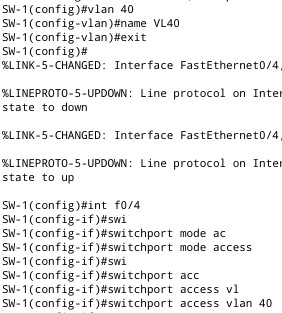 SW-1(config)#vlan 40
SW-1(config-vlan)#name VL40
SW-1(config-vlan)#exit
SW-1(config)#
%LINK-5-CHANGED: Interface FastEthernet0/4,
%LINEPROTO-5-UPDOWN: Line protocol on Inter
state to down
%LINK-5-CHANGED: Interface FastEthernet0/4,
%LINEPROTO-5-UPDOWN: Line protocol on Inter
state to up
SW-1(config)#int f0/4
SW-1(config-if)#swi
SW-1(config-if)#switchport mode ac
SW-1(config-if)#switchport mode access
SW-1(config-if)#swi
SW-1(config-if)#switchport acc
SW-1(config-if)#switchport access vl
SW-1(config-if)#switchport access vlan 40